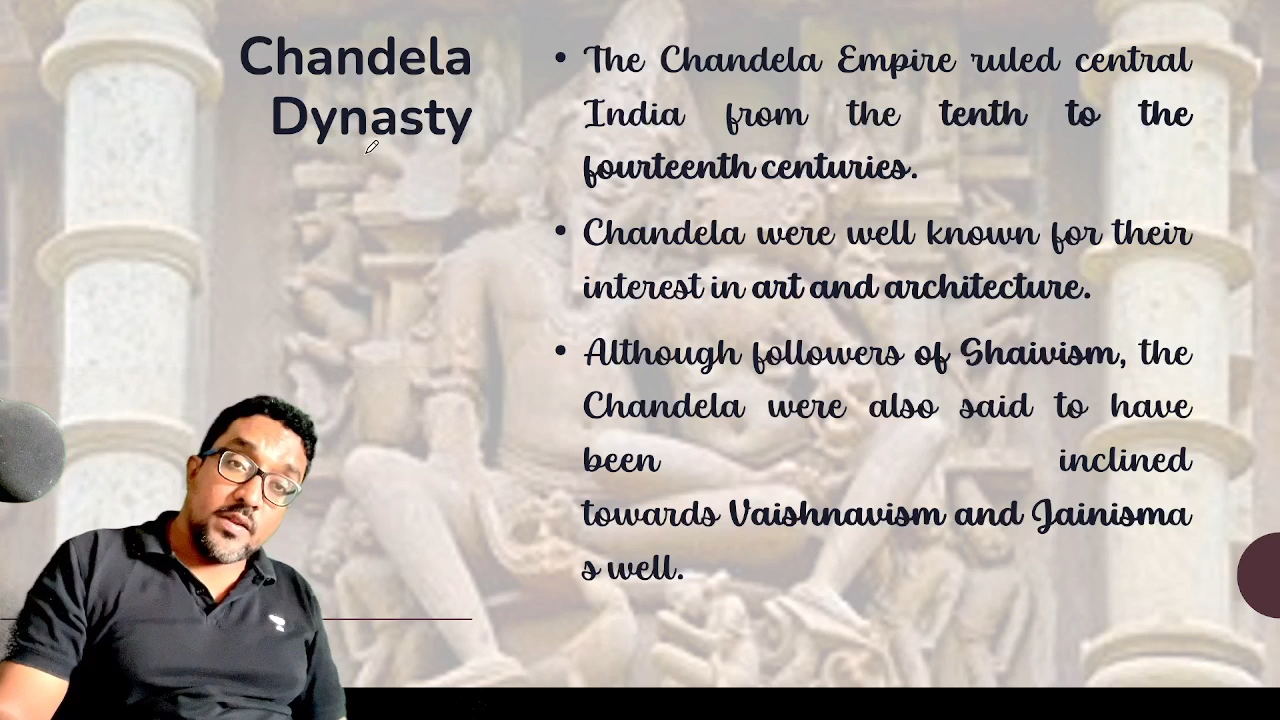 Chandela
Dynasty
• The Chandela Empire ruled central
India from the tenth to the
fourteenth centuries.
• Chandela were well known for their
interest in art and architecture.
• Although followers of Shaivism, the
Chandela were also said to have
been inclined
towards Vaishnavism and Jainisma
s well.